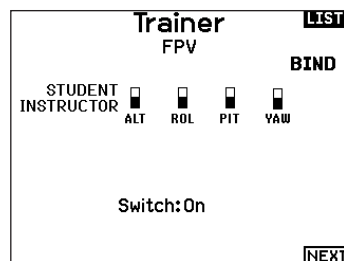 Trainer
LIST
FPV
BIND
STUDENT
INSTRUCTOR
ALT ROL PIT YAW
Switch:On
NEXT